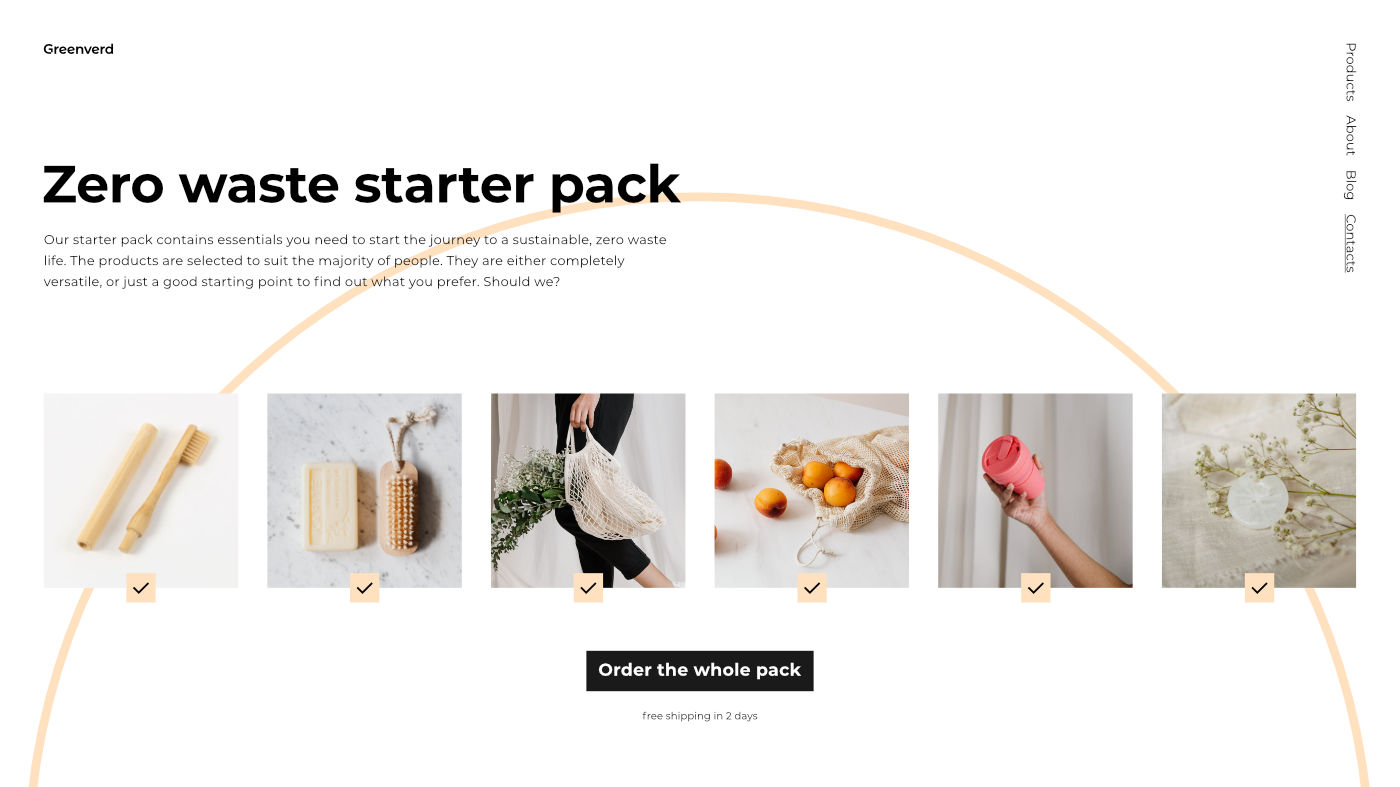 Greenverd
Products About Blog Contacts
Zero waste starter pack
Our starter pack contains essentials you need to start the journey to a sustainable, zero waste
life. The products are selected to suit the majority of people. They are either completely
versatile, or just a good starting point to find out what you prefer. Should we?
Order the whole pack
free shipping in 2 days